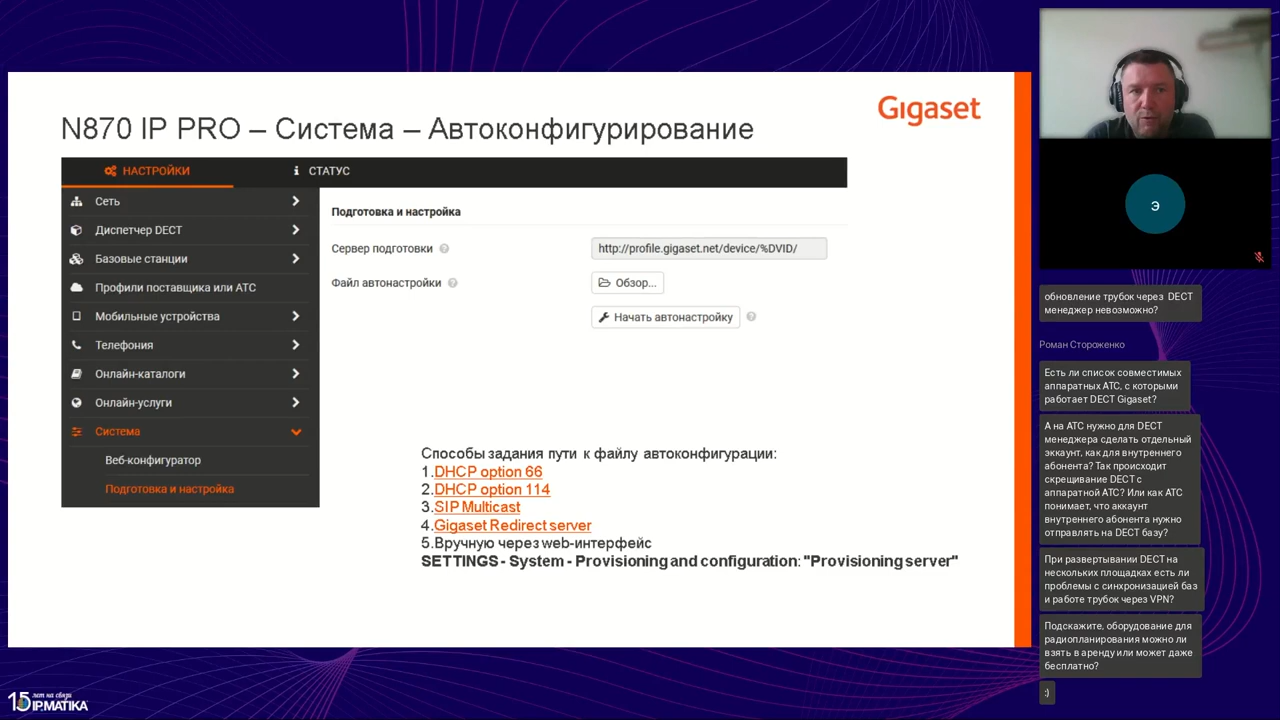 N870 IP PRO – Система – Автоконфигурирование
Gigaset
НАСТРОЙКИ
СТАТУС
Сеть
Диспетчер DECT
Базовые станции
Профили поставщика или АТС
Мобильные устройства
Телефония
Онлайн-каталоги
Онлайн-услуги
Система
Веб-конфигуратор
Подготовка и настройка
Подготовка и настройка
Сервер подготовки
http://profile.gigaset.net/device/%DVID/
Файл автонастройки
Обзор...
Начать автонастройку
Способы задания пути к файлу автоконфигурации:
1.DHCP option 66
2.DHCP option 114
3.SIP Multicast
4.Gigaset Redirect server
5.Вручную через web-интерфейс
SETTINGS - System - Provisioning and configuration: "Provisioning server"
э
обновление трубок через DECT
менеджер невозможно?
Роман Стороженко
Есть ли список совместимых
аппаратных АТС, с которыми
работает DECT Gigaset?
А на АТС нужно для DECT
менеджера сделать отдельный
эккаунт, как для внутреннего
абонента? Так происходит
скрещивание DECT с
аппаратной АТС? Или как АТС
понимает, что аккаунт
внутреннего абонента нужно
отправлять на DECT базу?
При развертывании DECT на
нескольких площадках есть ли
проблемы с синхронизацией баз
и работе трубок через VPN?
Подскажите, оборудование для
радиопланирования можно ли
взять в аренду или может даже
бесплатно?
:)
15 лет на связи
IPMATIKA